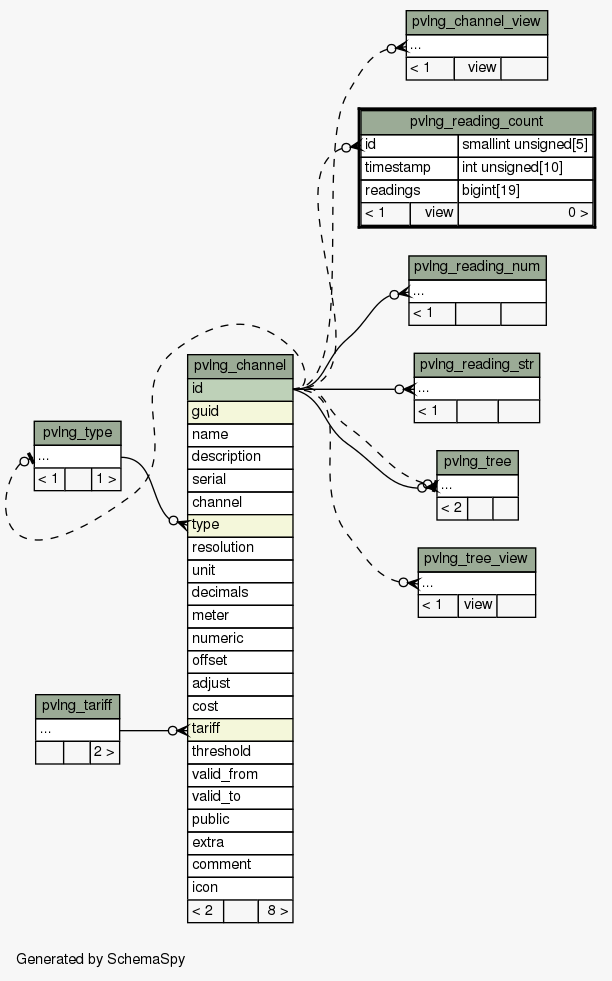 pvlng_channel_view
...
< 1 view
pvlng_reading_count
id smallint unsigned[5]
timestamp int unsigned[10]
readings bigint[19]
< 1 view 0 >
pvlng_reading_num
...
< 1
pvlng_reading_str
...
< 1
pvlng_tree
...
< 2
pvlng_tree_view
...
< 1 view
pvlng_channel
id
guid
name
description
serial
channel
type
resolution
unit
decimals
meter
numeric
offset
adjust
cost
tariff
threshold
valid_from
valid_to
public
extra
comment
icon
< 2 8 >
pvlng_type
...
< 1 1 >
pvlng_tariff
...
2 >
Generated by SchemaSpy